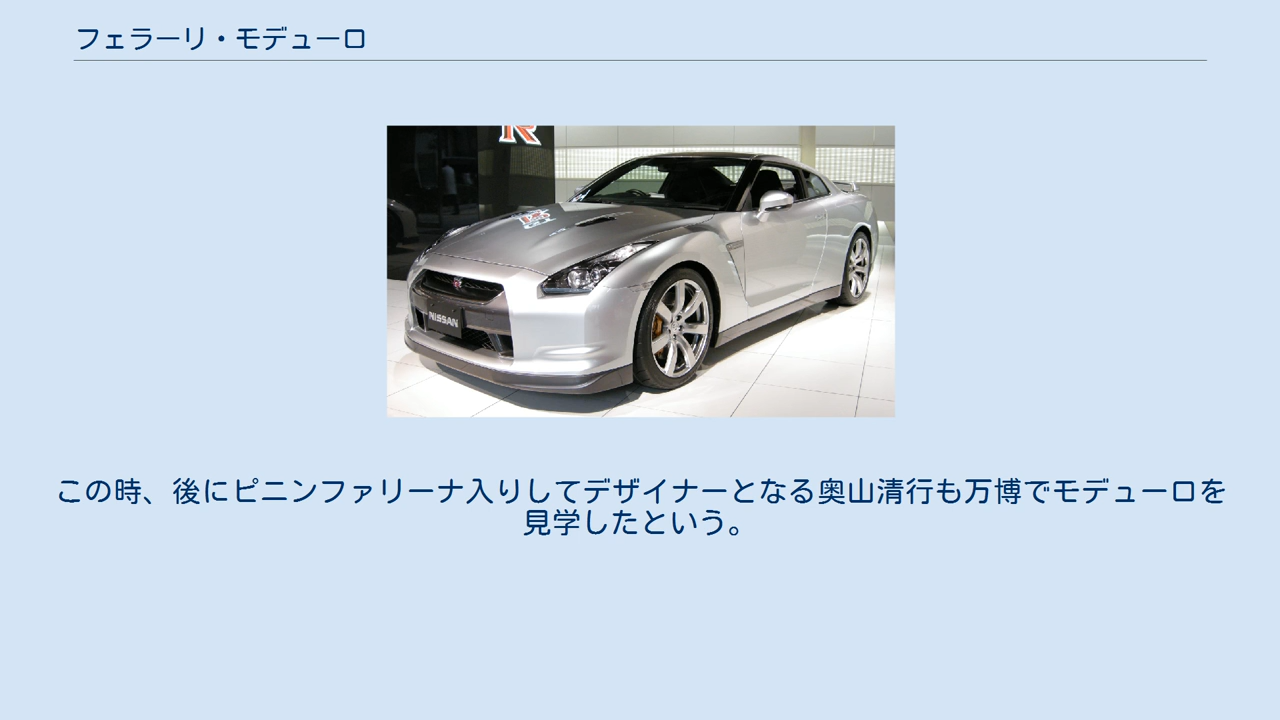 フェラーリ・モデューロ
R
NISSAN
この時、後にピニンファリーナ入りしてデザイナーとなる奥山清行も万博でモデューロを
見学したという。